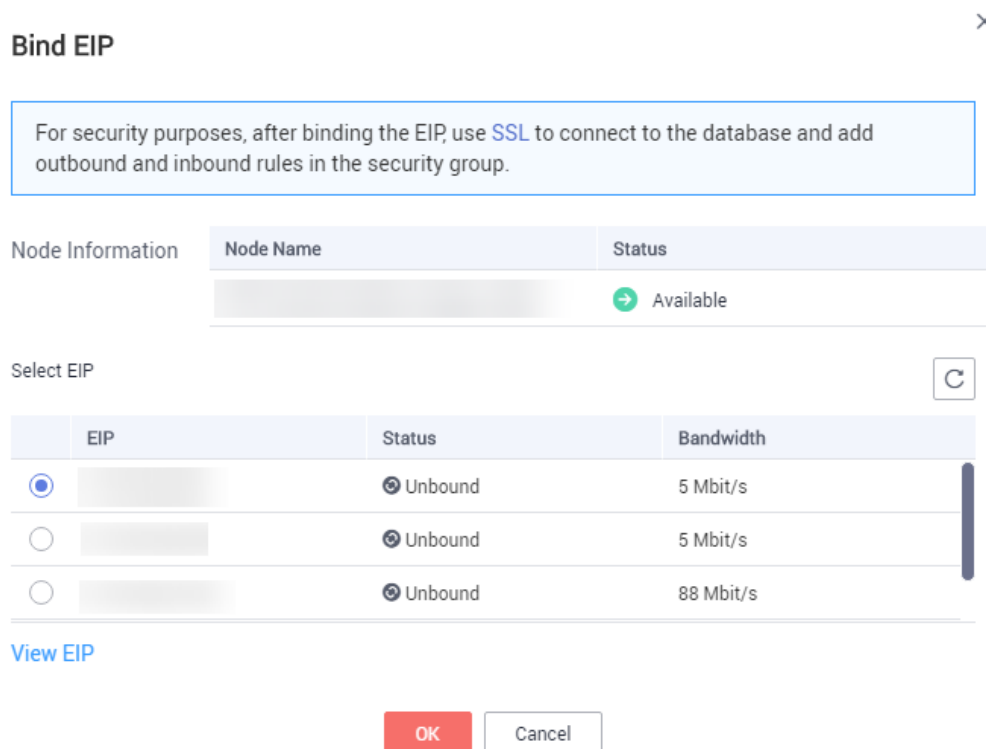 Bind EIP
For security purposes, after binding the EIP, use SSL to connect to the database and add
outbound and inbound rules in the security group.
Node Information
Node Name Status
Available
Select EIP
EIP Status Bandwidth
Unbound 5 Mbit/s
Unbound 5 Mbit/s
Unbound 88 Mbit/s
View EIP
OK Cancel